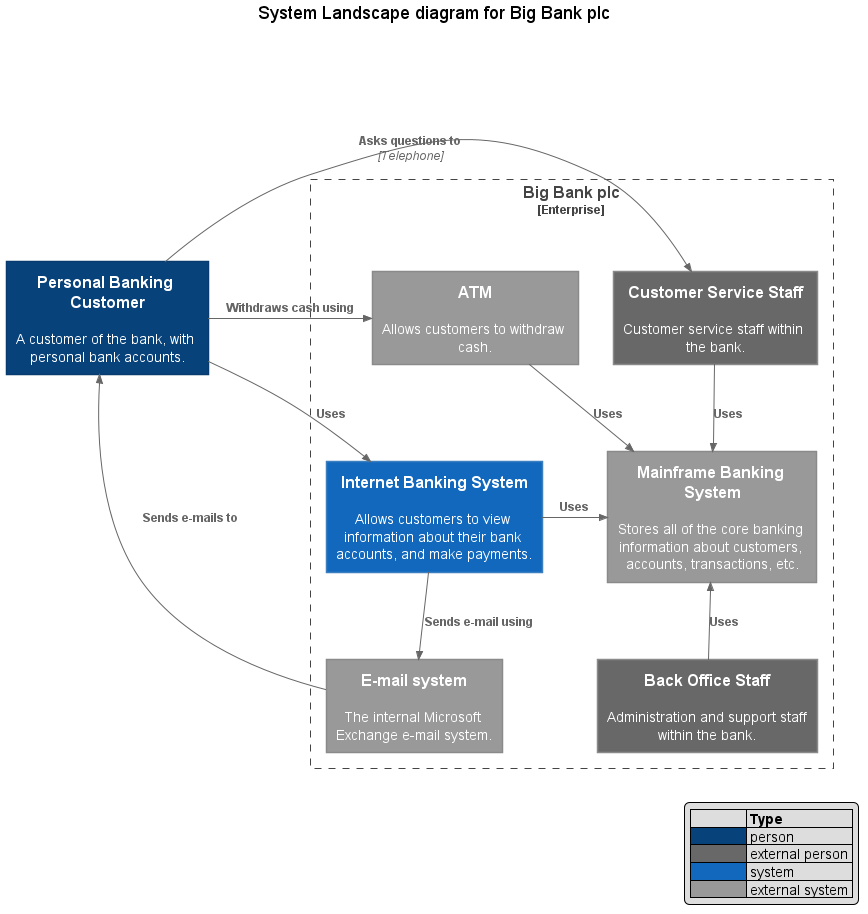 System Landscape diagram for Big Bank plc
Asks questions to
[Telephone]
Big Bank plc
[Enterprise]
Personal Banking
Customer
A customer of the bank, with
personal bank accounts.
Withdraws cash using
ATM
Allows customers to withdraw
cash.
Customer Service Staff
Customer service staff within
the bank.
Uses
Uses
Uses
Internet Banking System
Allows customers to view
information about their bank
accounts, and make payments.
Uses
Mainframe Banking
System
Stores all of the core banking
information about customers,
accounts, transactions, etc.
Sends e-mails to
Sends e-mail using
Uses
E-mail system
The internal Microsoft
Exchange e-mail system.
Back Office Staff
Administration and support staff
within the bank.
Type
person
external person
system
external system